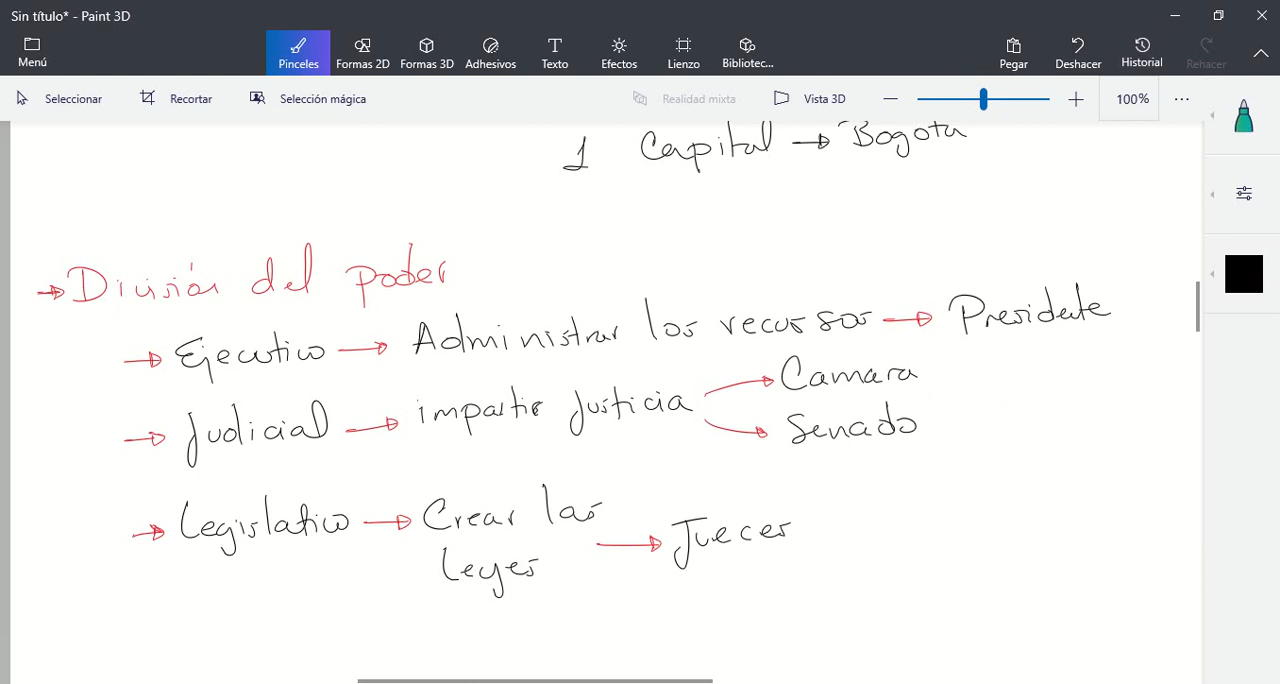 Sin título* - Paint 3D
Menú
Pinceles
Formas 2D
Formas 3D
Adhesivos
Texto
Efectos
Lienzo
Bibliotec...
Pegar
Deshacer
Historial
Rehacer
Seleccionar
Recortar
Selección mágica
Realidad mixta
Vista 3D
100%
1 Capital → Bogota
→ División del poder
→ Ejecutivo → Administrar los recursos → Presidente
→ Judicial → impartir justicia → Camara
→ Senado
→ Legislativo → Crear las
leyes → Jueces